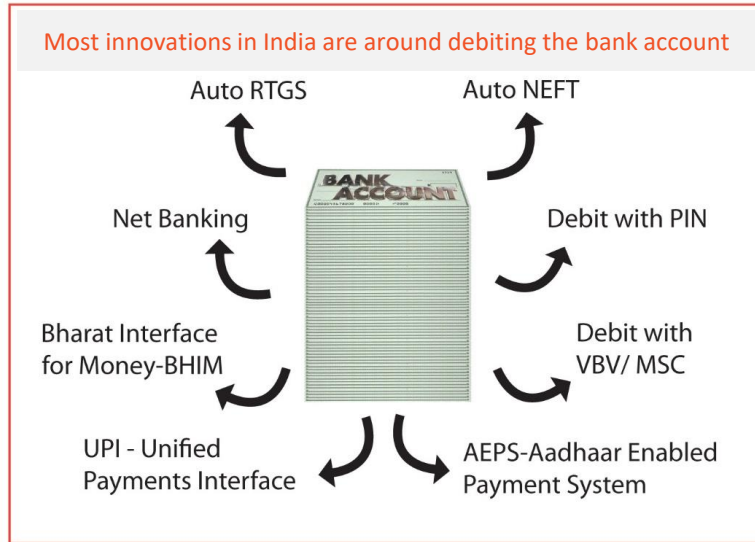 Most innovations in India are around debiting the bank account
Auto RTGS
Auto NEFT
BANK
ACCOUNT
Net Banking
Debit with PIN
Bharat Interface
for Money-BHIM
Debit with
VBV/ MSC
UPI - Unified
Payments Interface
AEPS-Aadhaar Enabled
Payment System